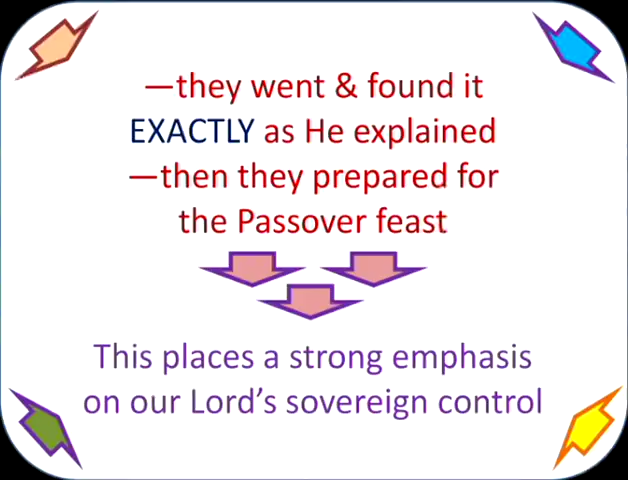 —they went & found it
EXACTLY as He explained
—then they prepared for
the Passover feast
This places a strong emphasis
on our Lord’s sovereign control